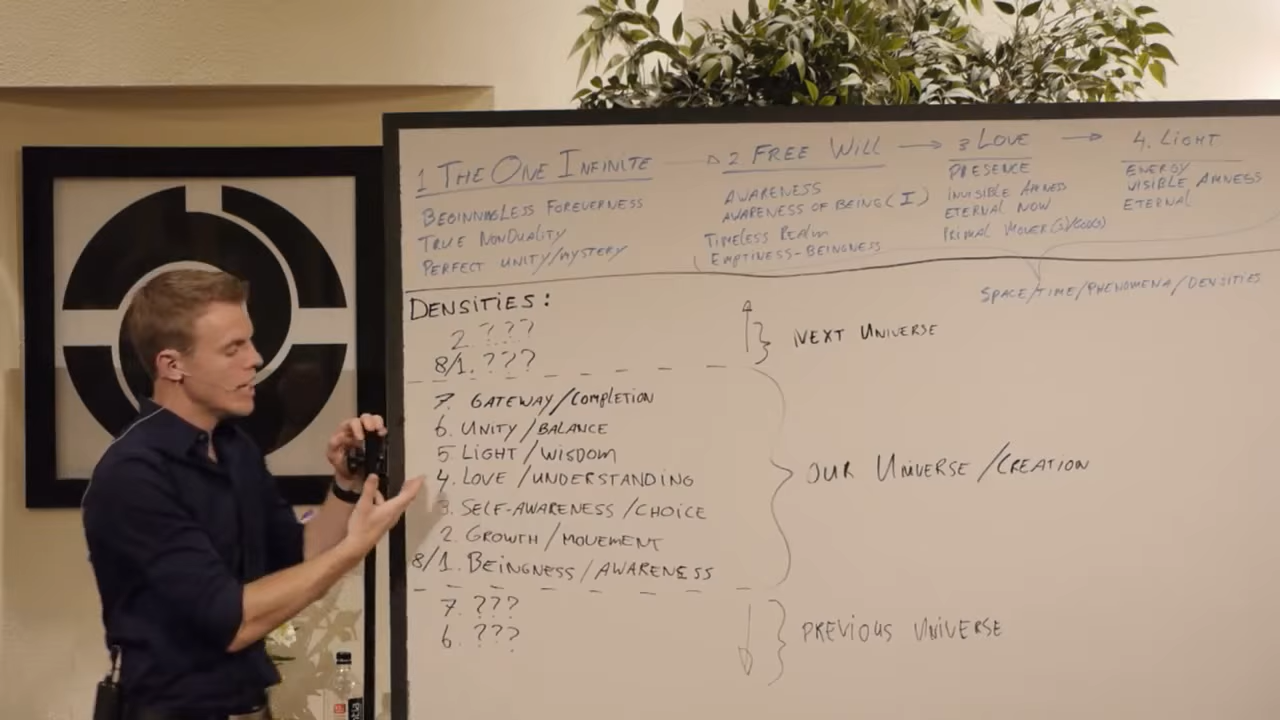 1 THE ONE INFINITE
BEGINNINGLESS FOREVERNESS
TRUE NONDUALITY
PERFECT UNITY/MYSTERY
2. FREE WILL
AWARENESS
AWARENESS OF BEING (I)
TIMELESS REALM
EMPTINESS-BEINGNESS
3 LOVE
PRESENCE
INVISIBLE AMNESS
ETERNAL NOW
PRIMAL MOVER(S)/GOD(S)
4. LIGHT
ENERGY
VISIBLE AMNESS
ETERNAL
SPACE/TIME/PHENOMENA/DENSITIES
DENSITIES:
2. ???
8/1. ???
NEXT UNIVERSE
7. GATEWAY/COMPLETION
6. UNITY/BALANCE
5. LIGHT/WISDOM
4. LOVE/UNDERSTANDING
3. SELF-AWARENESS/CHOICE
2. GROWTH/MOVEMENT
8/1. BEINGNESS/AWARENESS
OUR UNIVERSE/CREATION
7. ???
6. ???
PREVIOUS UNIVERSE